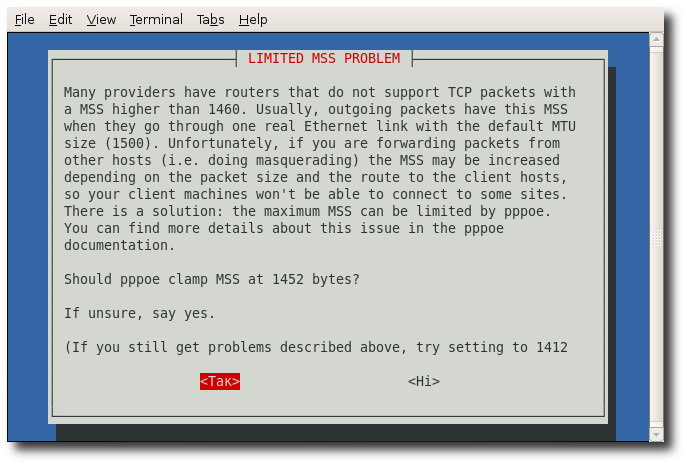 File Edit View Terminal Tabs Help
LIMITED MSS PROBLEM
Many providers have routers that do not support TCP packets with
a MSS higher than 1460. Usually, outgoing packets have this MSS
when they go through one real Ethernet link with the default MTU
size (1500). Unfortunately, if you are forwarding packets from
other hosts (i.e. doing masquerading) the MSS may be increased
depending on the packet size and the route to the client hosts,
so your client machines won't be able to connect to some sites.
There is a solution: the maximum MSS can be limited by pppoe.
You can find more details about this issue in the pppoe
documentation.
Should pppoe clamp MSS at 1452 bytes?
If unsure, say yes.
(If you still get problems described above, try setting to 1412
<Так> <Ні>